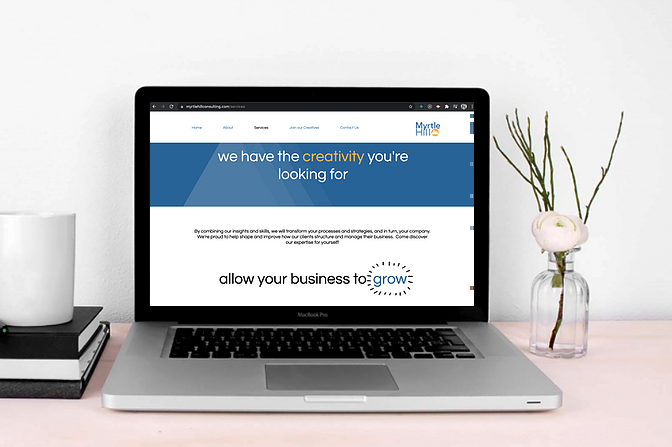 myrtlehillconsulting.com/services
Home About Services Join our Creatives Contact Us
Myrtle
Hill
we have the creativity you're
looking for
By combining our insights and skills, we will transform your processes and strategies, and in turn, your company.
We're proud to help shape and improve how our clients structure and manage their business. Come discover
our expertise for yourself!
allow your business to grow
MacBook Pro